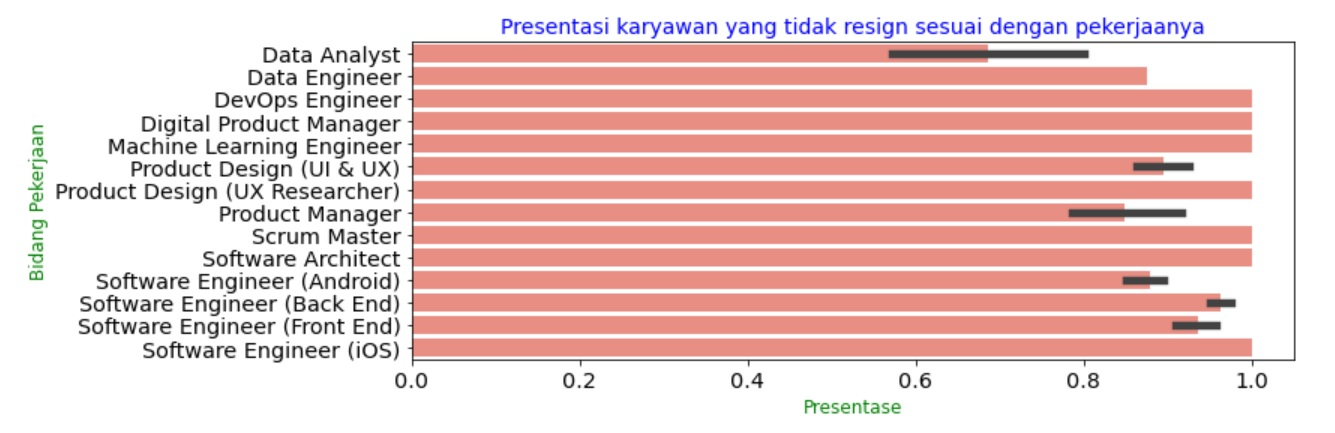 Presentasi karyawan yang tidak resign sesuai dengan pekerjaanya
Bidang Pekerjaan
Data Analyst
Data Engineer
DevOps Engineer
Digital Product Manager
Machine Learning Engineer
Product Design (UI & UX)
Product Design (UX Researcher)
Product Manager
Scrum Master
Software Architect
Software Engineer (Android)
Software Engineer (Back End)
Software Engineer (Front End)
Software Engineer (iOS)
0.0 0.2 0.4 0.6 0.8 1.0
Presentase